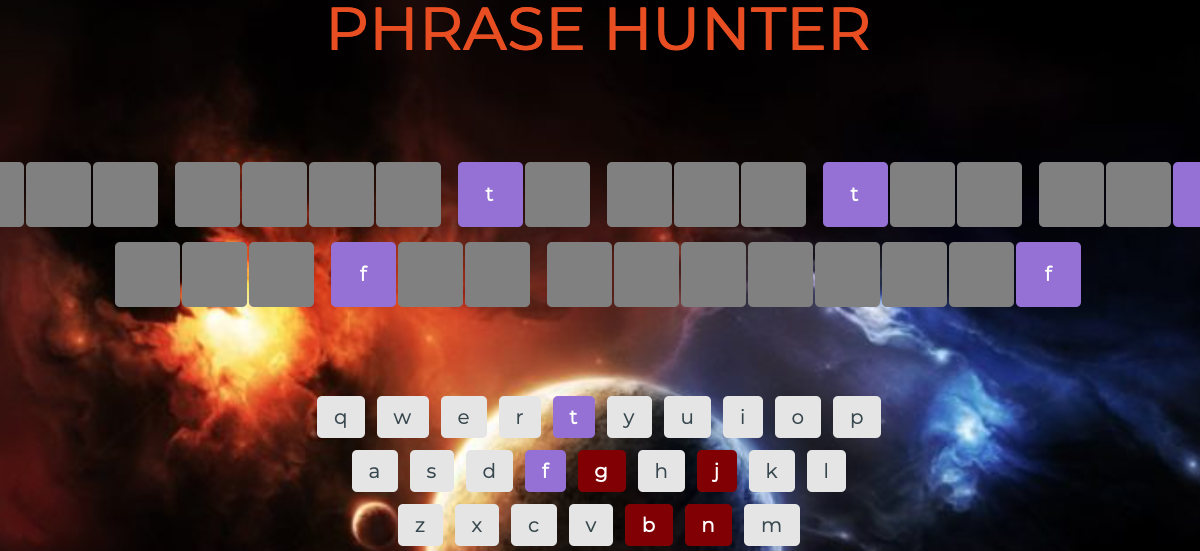 PHRASE HUNTER
t t
f f
q w e r t y u i o p
a s d f g h j k l
z x c v b n m